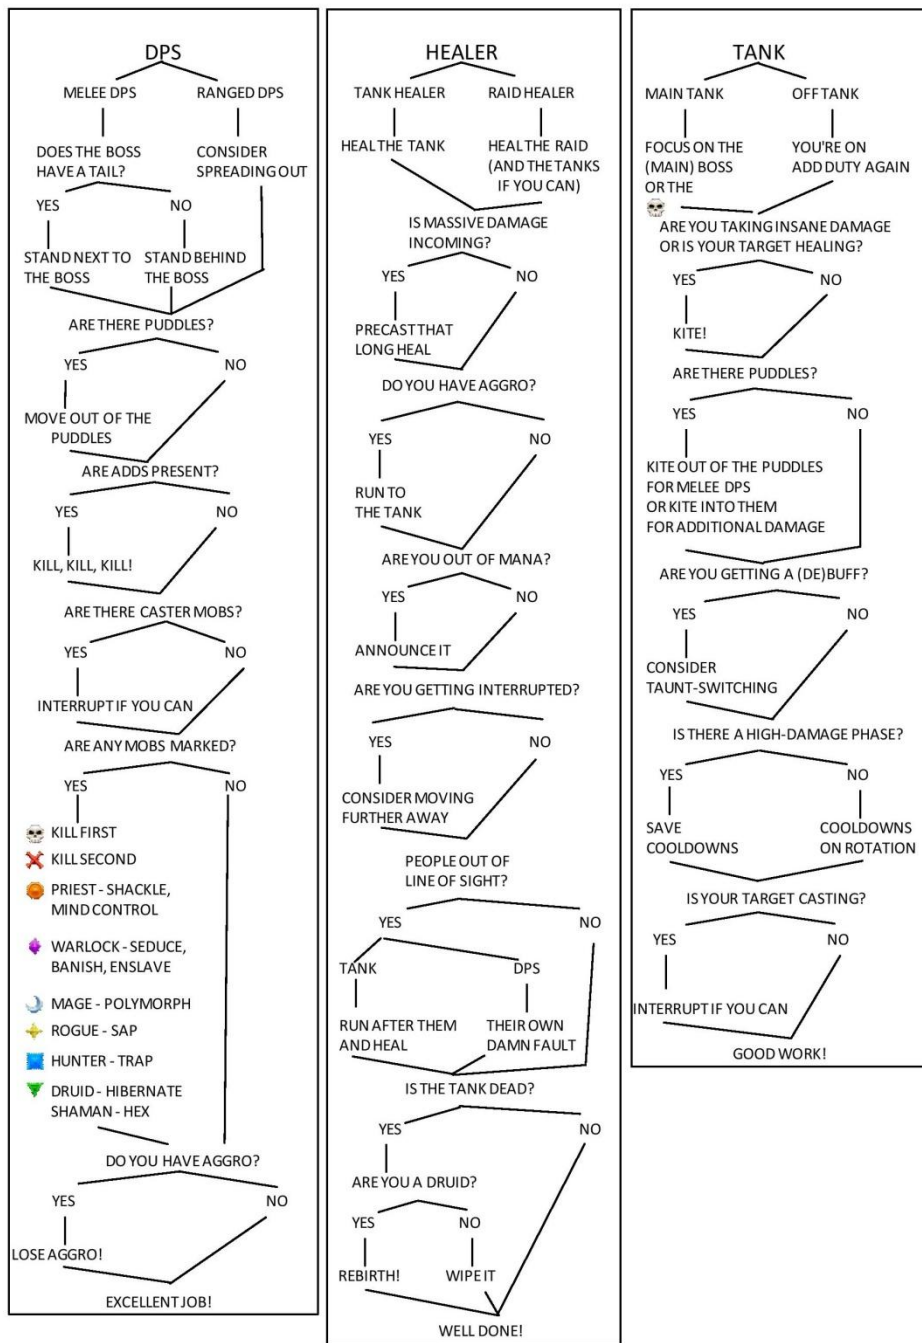 DPS
MELEE DPS
RANGED DPS
DOES THE BOSS
HAVE A TAIL?
CONSIDER
SPREADING OUT
YES
NO
STAND NEXT TO
THE BOSS
STAND BEHIND
THE BOSS
ARE THERE PUDDLES?
YES
NO
MOVE OUT OF THE
PUDDLES
ARE ADDS PRESENT?
YES
NO
KILL, KILL, KILL!
ARE THERE CASTER MOBS?
YES
NO
INTERRUPT IF YOU CAN
ARE ANY MOBS MARKED?
YES
NO
KILL FIRST
KILL SECOND
PRIEST - SHACKLE,
MIND CONTROL
WARLOCK - SEDUCE,
BANISH, ENSLAVE
MAGE - POLYMORPH
ROGUE - SAP
HUNTER - TRAP
DRUID - HIBERNATE
SHAMAN - HEX
DO YOU HAVE AGGRO?
YES
NO
LOSE AGGRO!
EXCELLENT JOB!
HEALER
TANK HEALER
RAID HEALER
HEAL THE TANK
HEAL THE RAID
(AND THE TANKS
IF YOU CAN)
IS MASSIVE DAMAGE
INCOMING?
YES
NO
PRECAST THAT
LONG HEAL
DO YOU HAVE AGGRO?
YES
NO
RUN TO
THE TANK
ARE YOU OUT OF MANA?
YES
NO
ANNOUNCE IT
ARE YOU GETTING INTERRUPTED?
YES
NO
CONSIDER MOVING
FURTHER AWAY
PEOPLE OUT OF
LINE OF SIGHT?
YES
NO
TANK
DPS
RUN AFTER THEM
AND HEAL
THEIR OWN
DAMN FAULT
IS THE TANK DEAD?
YES
NO
ARE YOU A DRUID?
YES
NO
REBIRTH!
WIPE IT
WELL DONE!
TANK
MAIN TANK
OFF TANK
FOCUS ON THE
(MAIN) BOSS
OR THE
YOU'RE ON
ADD DUTY AGAIN
ARE YOU TAKING INSANE DAMAGE
OR IS YOUR TARGET HEALING?
YES
NO
KITE!
ARE THERE PUDDLES?
YES
NO
KITE OUT OF THE PUDDLES
FOR MELEE DPS
OR KITE INTO THEM
FOR ADDITIONAL DAMAGE
ARE YOU GETTING A (DE)BUFF?
YES
NO
CONSIDER
TAUNT-SWITCHING
IS THERE A HIGH-DAMAGE PHASE?
YES
NO
SAVE
COOLDOWNS
COOLDOWNS
ON ROTATION
IS YOUR TARGET CASTING?
YES
NO
INTERRUPT IF YOU CAN
GOOD WORK!